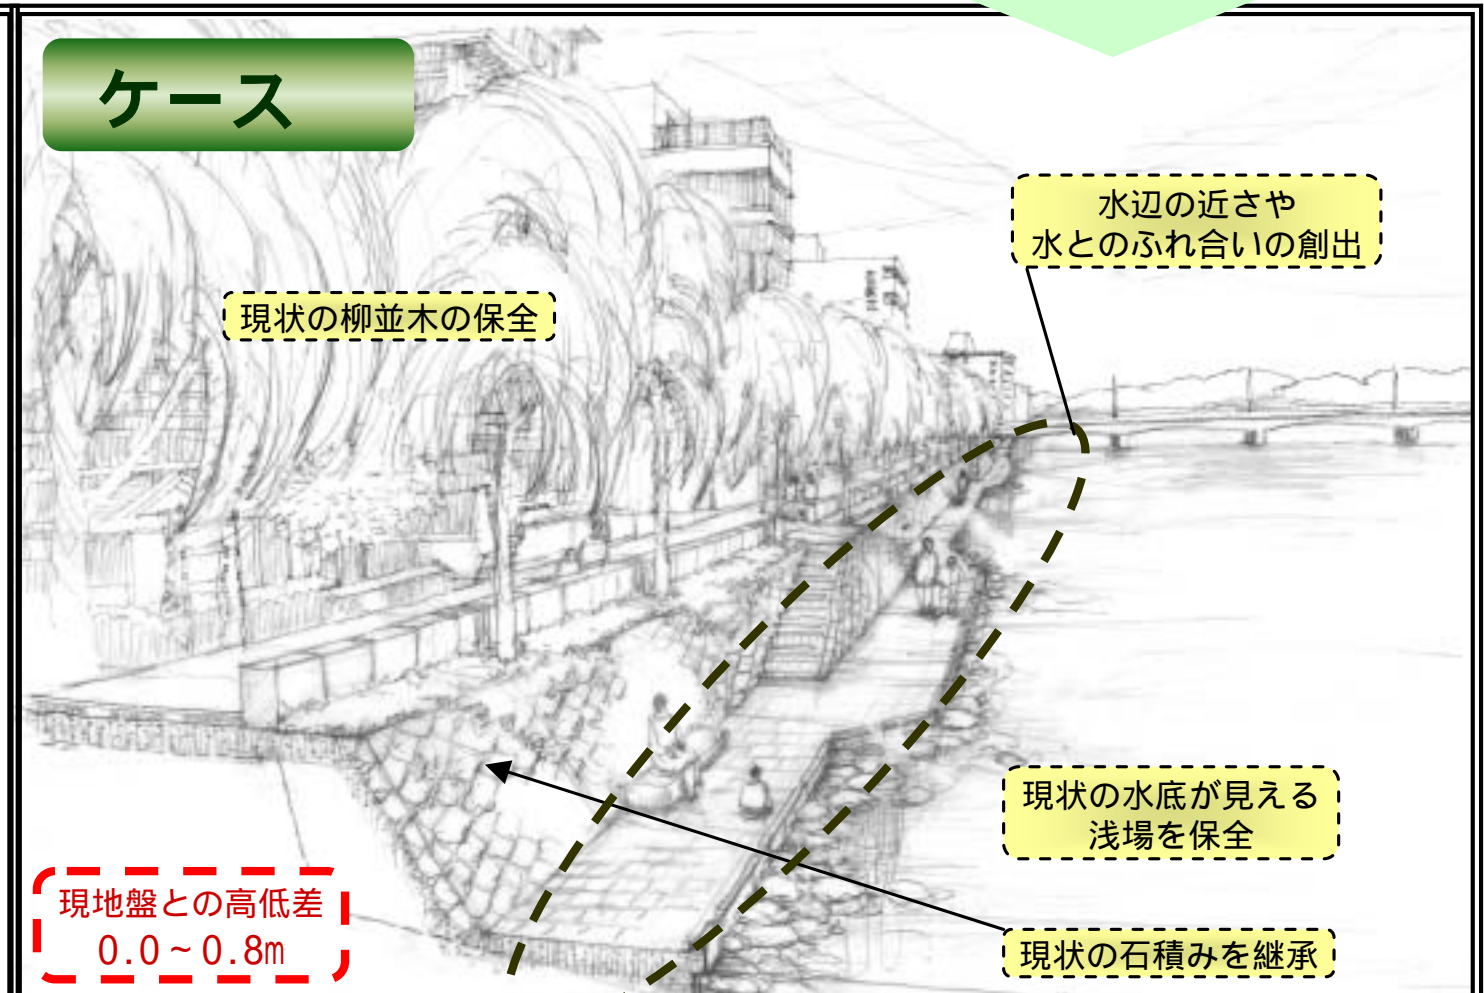 ケース
水辺の近さや
水とのふれ合いの創出
現状の柳並木の保全
現状の水底が見える
浅場を保全
現地盤との高低差
0.0~0.8m
現状の石積みを継承